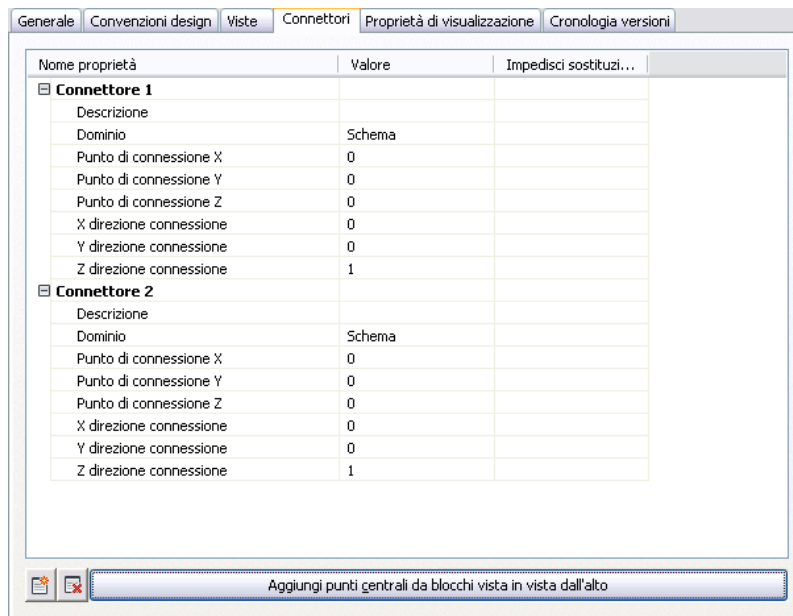 Generale Convenzioni design Viste Connettori Proprietà di visualizzazione Cronologia versioni
Nome proprietà Valore Impedisci sostituzi...
Connettore 1
Descrizione
Dominio Schema
Punto di connessione X 0
Punto di connessione Y 0
Punto di connessione Z 0
X direzione connessione 0
Y direzione connessione 0
Z direzione connessione 1
Connettore 2
Descrizione
Dominio Schema
Punto di connessione X 0
Punto di connessione Y 0
Punto di connessione Z 0
X direzione connessione 0
Y direzione connessione 0
Z direzione connessione 1
Aggiungi punti centrali da blocchi vista in vista dall'alto